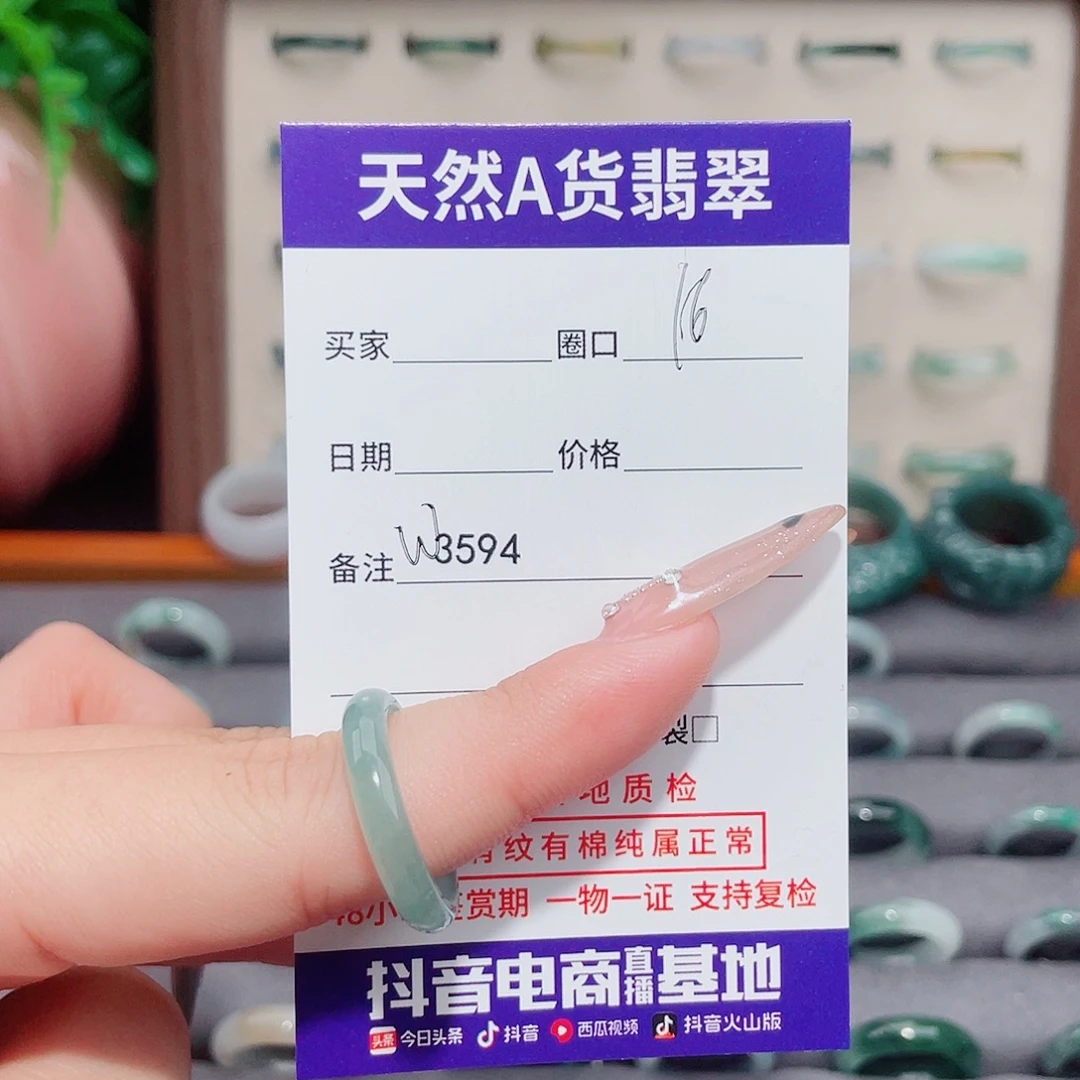 天然A货翡翠
买家 圈口 16
日期 价格
备注 W3594
裂□
地质检
纹有棉纯属正常
48小 赏期 一物一证 支持复检
抖音电商直播基地
头条 今日头条 抖音 西瓜视频 抖音火山版